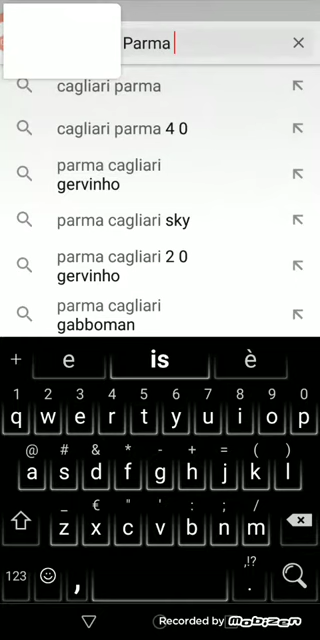 Parma
cagliari parma
cagliari parma 4 0
parma cagliari
gervinho
parma cagliari sky
parma cagliari 2 0
gervinho
parma cagliari
gabboman
+ e is è
1 2 3 4 5 6 7 8 9 0
q w e r t y u i o p
@ # & * - + = ( )
a s d f g h j k l
_ € " ' : ; /
z x c v b n m
,!?
123 , .
Recorded by Mobizen